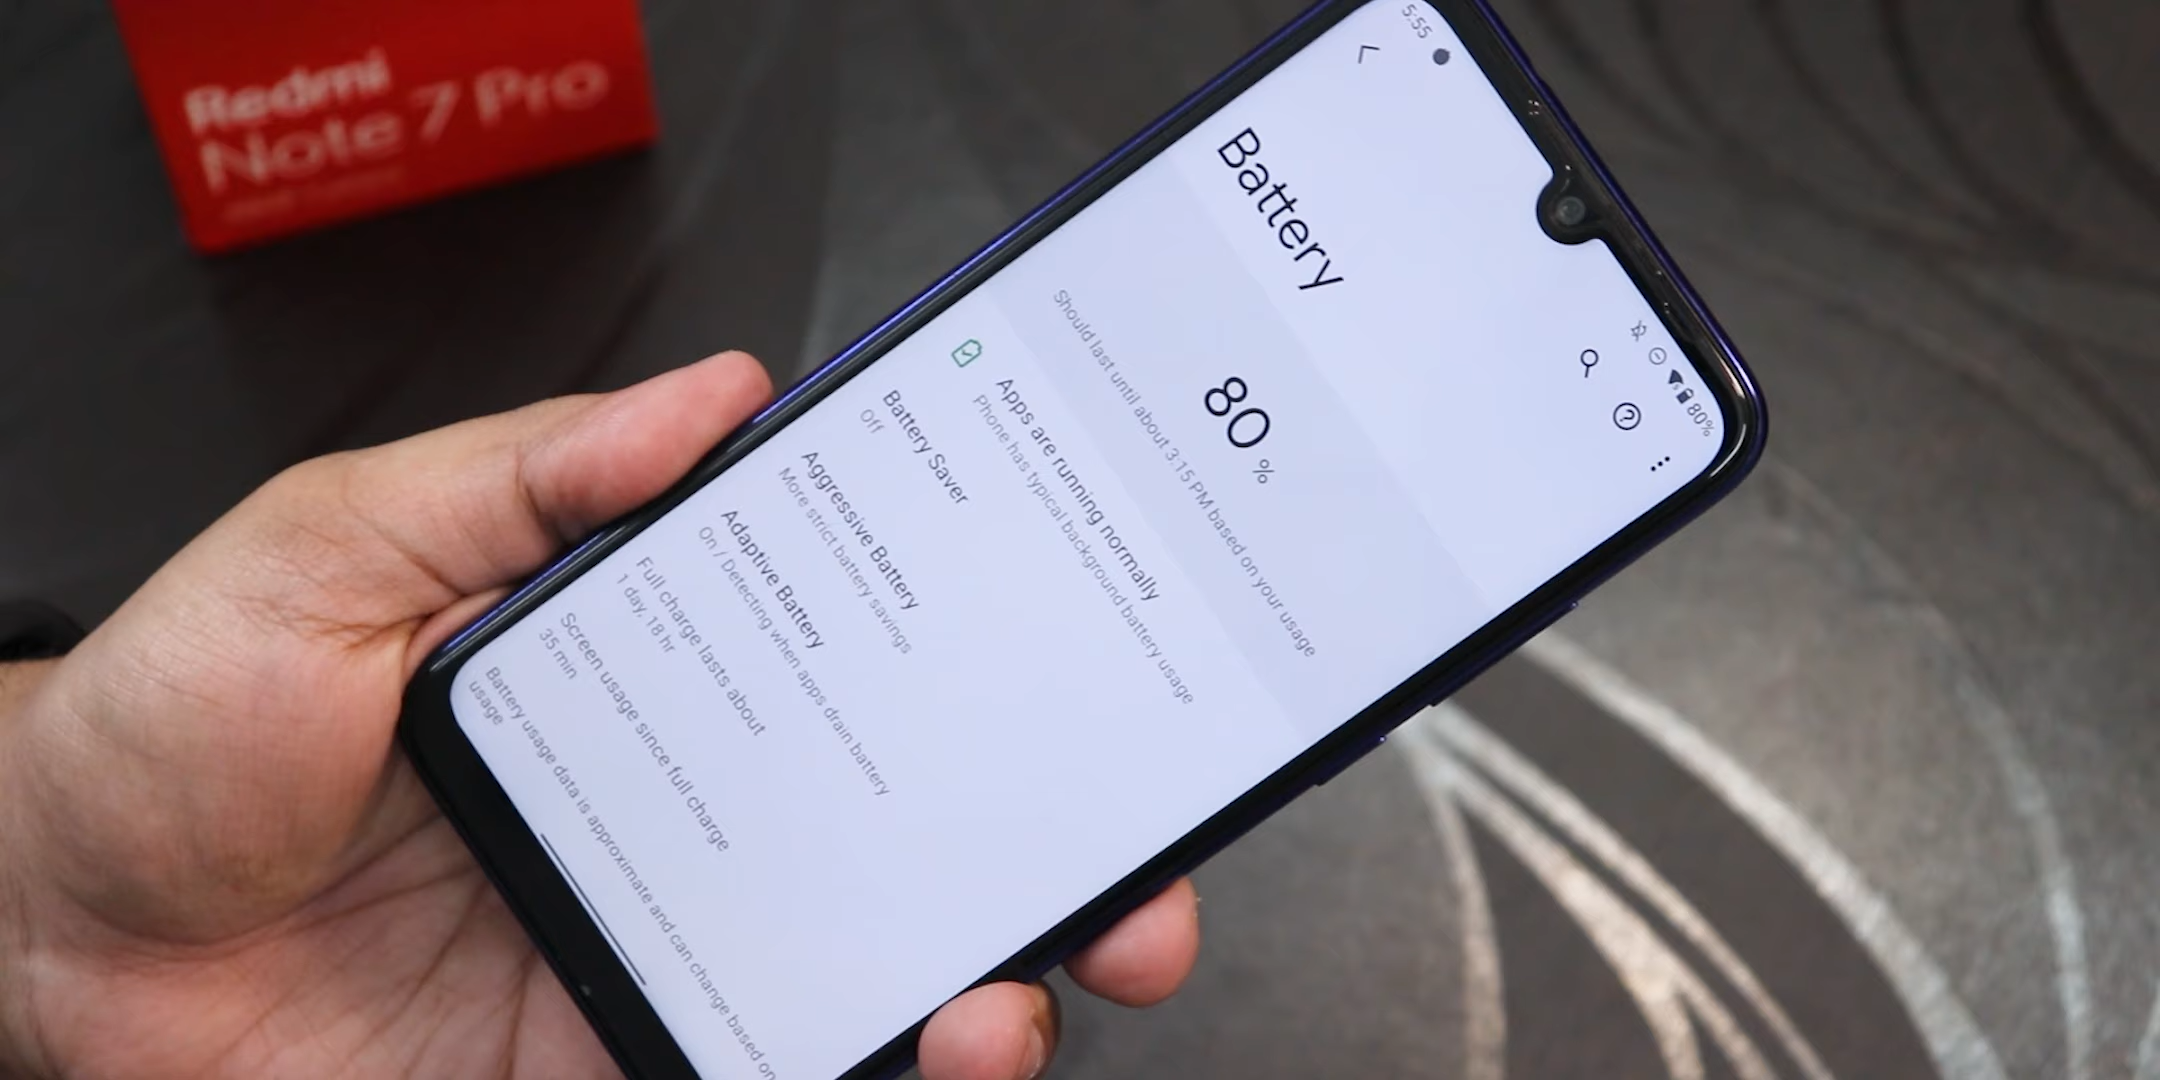 Redmi
Note 7 Pro
5:55
80%
Battery
80 %
Should last until about 3:15 PM based on your usage
Apps are running normally
Phone has typical background battery usage
Battery Saver
Off
Aggressive Battery
More strict battery savings
Adaptive Battery
On / Detecting when apps drain battery
Full charge lasts about
1 day, 18 hr
Screen usage since full charge
35 min
Battery usage data is approximate and can change based on
usage